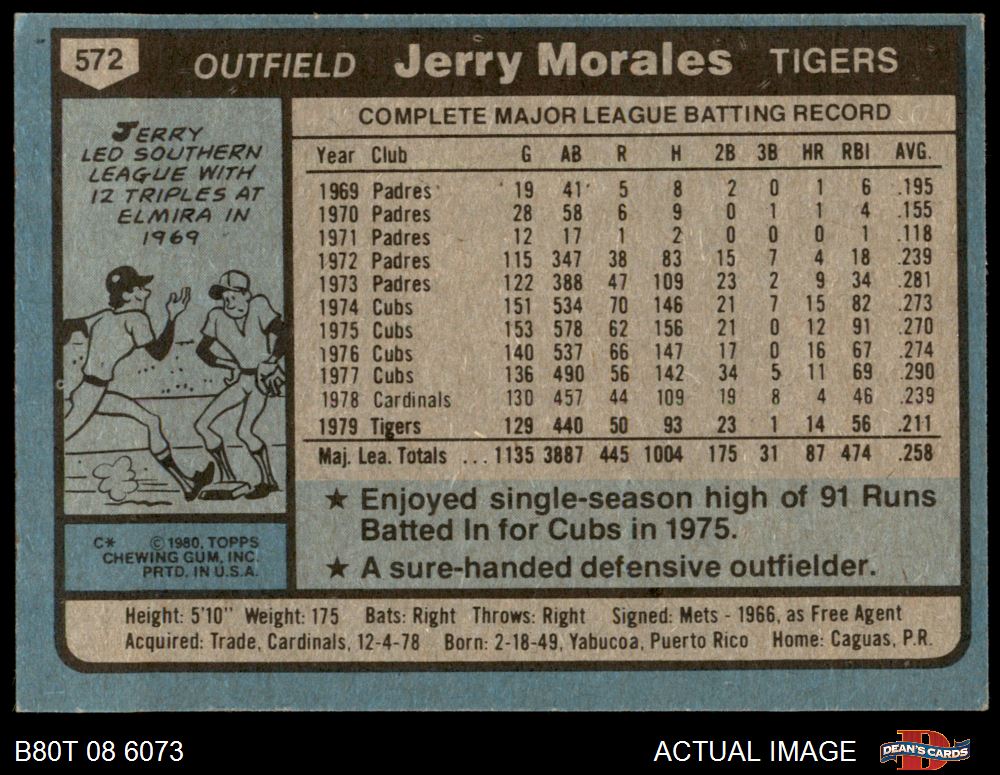 572 OUTFIELD Jerry Morales TIGERS
JERRY
LED SOUTHERN
LEAGUE WITH
12 TRIPLES AT
ELMIRA IN
1969
C* © 1980, TOPPS
CHEWING GUM, INC.
PRTD. IN U.S.A.
COMPLETE MAJOR LEAGUE BATTING RECORD
Year Club G AB R H 2B 3B HR RBI AVG.
1969 Padres 19 41 5 8 2 0 1 6 .195
1970 Padres 28 58 6 9 0 1 1 4 .155
1971 Padres 12 17 1 2 0 0 0 1 .118
1972 Padres 115 347 38 83 15 7 4 18 .239
1973 Padres 122 388 47 109 23 2 9 34 .281
1974 Cubs 151 534 70 146 21 7 15 82 .273
1975 Cubs 153 578 62 156 21 0 12 91 .270
1976 Cubs 140 537 66 147 17 0 16 67 .274
1977 Cubs 136 490 56 142 34 5 11 69 .290
1978 Cardinals 130 457 44 109 19 8 4 46 .239
1979 Tigers 129 440 50 93 23 1 14 56 .211
Maj. Lea. Totals ... 1135 3887 445 1004 175 31 87 474 .258
★ Enjoyed single-season high of 91 Runs
Batted In for Cubs in 1975.
★ A sure-handed defensive outfielder.
Height: 5'10" Weight: 175 Bats: Right Throws: Right Signed: Mets - 1966, as Free Agent
Acquired: Trade, Cardinals, 12-4-78 Born: 2-18-49, Yabucoa, Puerto Rico Home: Caguas, P.R.
B80T 08 6073 ACTUAL IMAGE DEAN'S CARDS